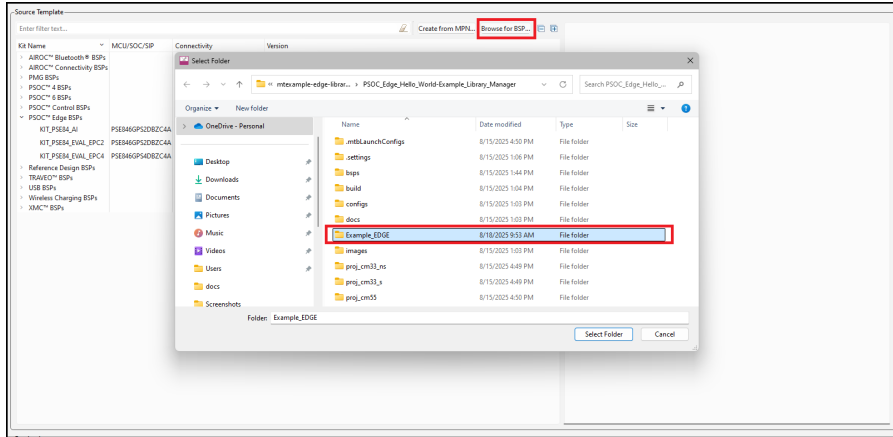 Source Template
Enter filter text...
Create from MPN... Browse for BSP...
Kit Name MCU/SOC/SIP Connectivity Version
AIROC™ Bluetooth® BSPs
AIROC™ Connectivity BSPs
PMG BSPs
PSOC™ 4 BSPs
PSOC™ 6 BSPs
PSOC™ Control BSPs
PSOC™ Edge BSPs
KIT_PSE84_AI PSE846GPS2DBZC4A
KIT_PSE84_EVAL_EPC2 PSE846GPS2DBZC4A
KIT_PSE84_EVAL_EPC4 PSE846GPS4DBZC4A
Reference Design BSPs
TRAVEO™ BSPs
USB BSPs
Wireless Charging BSPs
XMC™ BSPs
Select Folder
« mtexample-edge-librar... › PSOC_Edge_Hello_World-Example_Library_Manager
Search PSOC_Edge_Hello_...
Organize New folder
OneDrive - Personal
Desktop
Downloads
Documents
Pictures
Music
Videos
Users
docs
Screenshots
Name Date modified Type Size
.mtbLaunchConfigs 8/15/2025 4:50 PM File folder
.settings 8/15/2025 1:06 PM File folder
bsps 8/15/2025 1:44 PM File folder
build 8/15/2025 1:04 PM File folder
configs 8/15/2025 1:03 PM File folder
docs 8/15/2025 1:03 PM File folder
Example_EDGE 8/18/2025 9:53 AM File folder
images 8/15/2025 1:03 PM File folder
proj_cm33_ns 8/15/2025 4:49 PM File folder
proj_cm33_s 8/15/2025 4:49 PM File folder
proj_cm55 8/15/2025 4:50 PM File folder
Folder: Example_EDGE
Select Folder Cancel